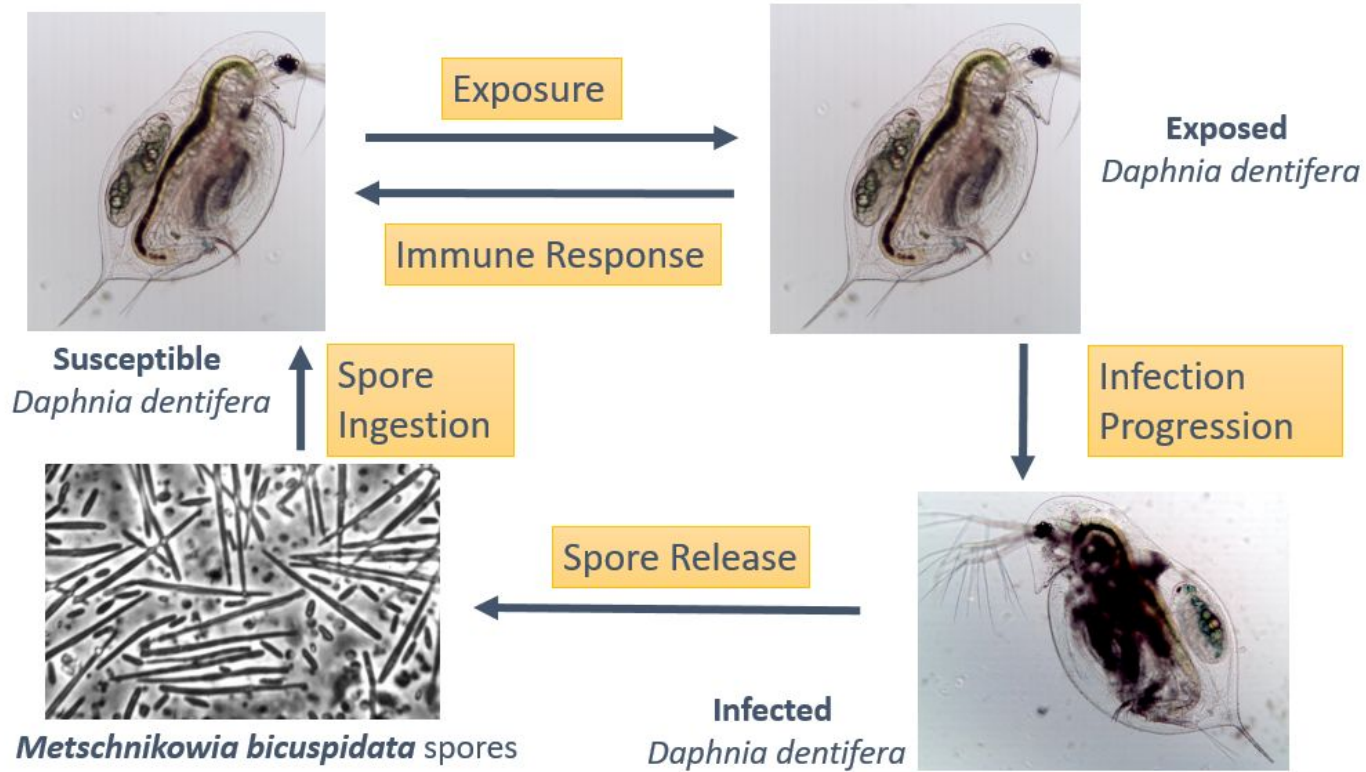 Exposure
Immune Response
Exposed
Daphnia dentifera
Susceptible
Daphnia dentifera
Spore
Ingestion
Infection
Progression
Spore Release
Metschnikowia bicuspidata spores
Infected
Daphnia dentifera